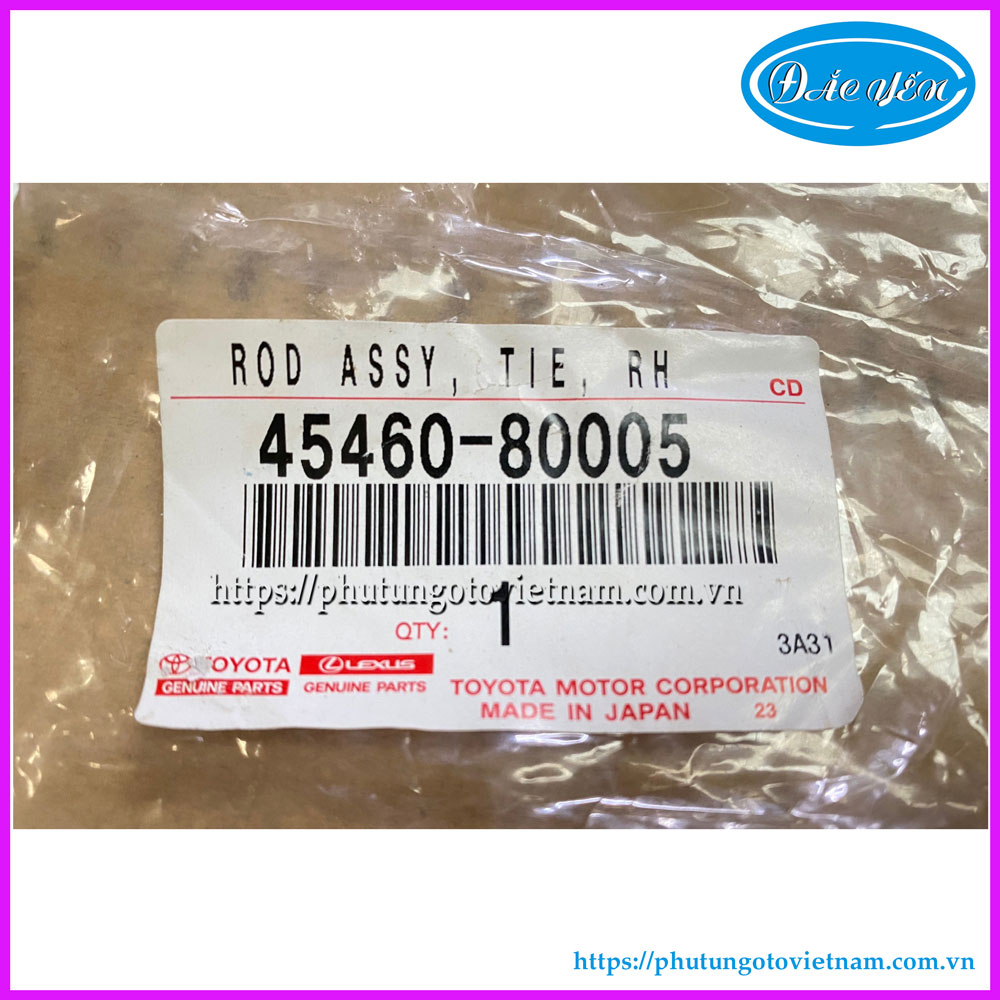 ĐẮC YẾN
ROD ASSY, TIE, RH
CD
45460-80005
https://phutungotovietnam.com.vn
QTY: 1
3A31
TOYOTA
GENUINE PARTS
LEXUS
GENUINE PARTS
TOYOTA MOTOR CORPORATION
MADE IN JAPAN 23
https://phutungotovietnam.com.vn